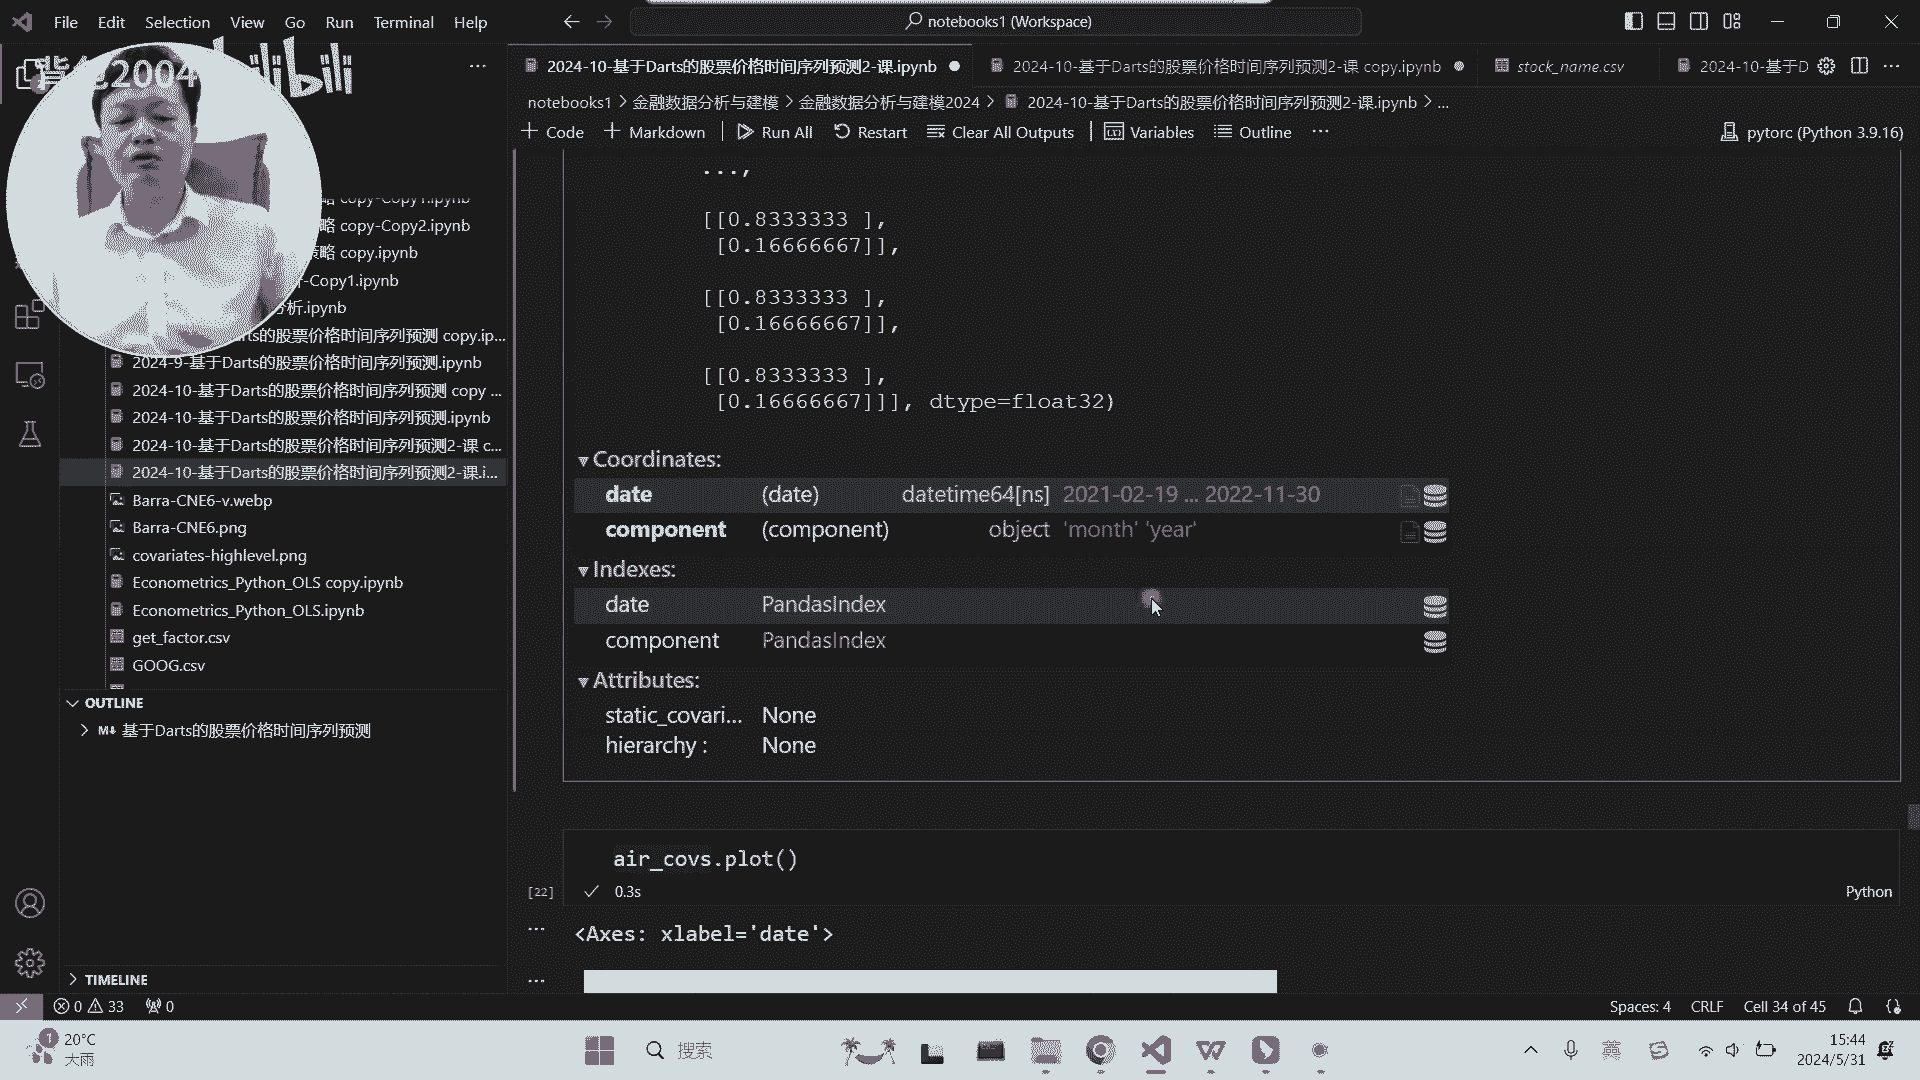 File Edit Selection View Go Run Terminal Help
notebooks1 (Workspace)
2004
bilibili
2024-10-基于Darts的股票价格时间序列预测2-课.ipynb
2024-10-基于Darts的股票价格时间序列预测2-课 copy.ipynb
stock_name.csv
2024-10-基于D
notebooks1 > 金融数据分析与建模 > 金融数据分析与建模2024 > 2024-10-基于Darts的股票价格时间序列预测2-课.ipynb > ...
+ Code + Markdown Run All Restart Clear All Outputs Variables Outline ...
pytorc (Python 3.9.16)
略 copy-Copy1.ipynb
略 copy-Copy2.ipynb
策略 copy.ipynb
-Copy1.ipynb
分析.ipynb
rts的股票价格时间序列预测 copy.ip...
2024-9-基于Darts的股票价格时间序列预测.ipynb
2024-10-基于Darts的股票价格时间序列预测 copy ...
2024-10-基于Darts的股票价格时间序列预测.ipynb
2024-10-基于Darts的股票价格时间序列预测2-课 c...
2024-10-基于Darts的股票价格时间序列预测2-课.i...
Barra-CNE6-v.webp
Barra-CNE6.png
covariates-highlevel.png
Econometrics_Python_OLS copy.ipynb
Econometrics_Python_OLS.ipynb
get_factor.csv
GOOG.csv
OUTLINE
M↓ 基于Darts的股票价格时间序列预测
TIMELINE
...,
[[0.8333333 ],
[0.16666667]],
[[0.8333333 ],
[0.16666667]],
[[0.8333333 ],
[0.16666667]]], dtype=float32)
Coordinates:
date (date) datetime64[ns] 2021-02-19 ... 2022-11-30
component (component) object 'month' 'year'
Indexes:
date PandasIndex
component PandasIndex
Attributes:
static_covari... None
hierarchy : None
air_covs.plot()
[22] ✓ 0.3s Python
<Axes: xlabel='date'>
0 33 0
Spaces: 4 CRLF Cell 34 of 45
1 20°C
大雨
搜索
英
15:44
2024/5/31